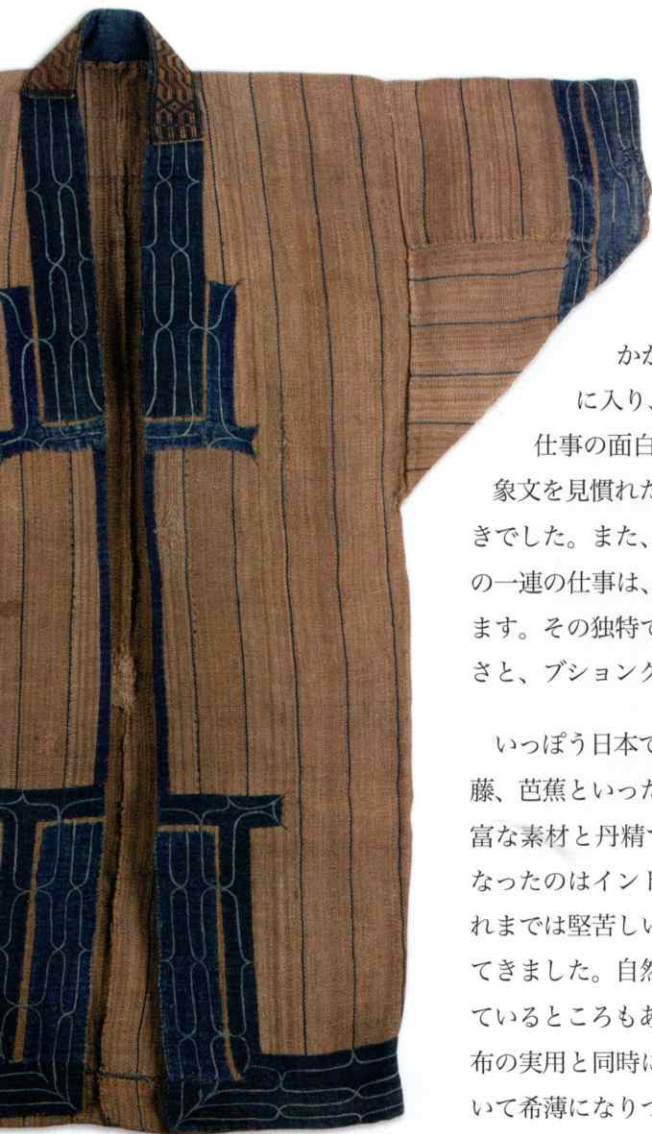 かか
に入り、
仕事の面白
象文を見慣れた
きでした。また、
の一連の仕事は、
ます。その独特で
さと、ブションク
いっぽう日本で
藤、芭蕉といった
富な素材と丹精で
なったのはインド
れまでは堅苦しい
てきました。自然
ているところもあ
布の実用と同時に
いて希薄になりつ